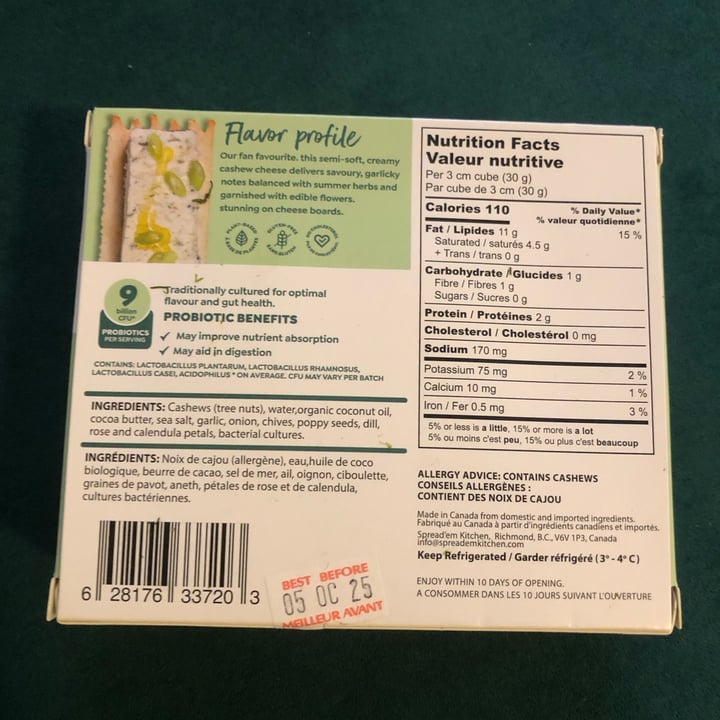 Flavor profile
Our fan favourite. this semi-soft, creamy
cashew cheese delivers savoury, garlicky
notes balanced with summer herbs and
garnished with edible flowers.
stunning on cheese boards.
PLANT-BASED
À BASE DE PLANTES
GLUTEN-FREE
SANS GLUTEN
NO CHOLESTEROL
9
billion
CFU*
PROBIOTICS
PER SERVING
Traditionally cultured for optimal
flavour and gut health.
PROBIOTIC BENEFITS
✓ May improve nutrient absorption
✓ May aid in digestion
CONTAINS: LACTOBACILLUS PLANTARUM, LACTOBACILLUS RHAMNOSUS,
LACTOBACILLUS CASEI, ACIDOPHILUS * ON AVERAGE. CFU MAY VARY PER BATCH
INGREDIENTS: Cashews (tree nuts), water,organic coconut oil,
cocoa butter, sea salt, garlic, onion, chives, poppy seeds, dill,
rose and calendula petals, bacterial cultures.
INGRÉDIENTS: Noix de cajou (allergène), eau,huile de coco
biologique, beurre de cacao, sel de mer, ail, oignon, ciboulette,
graines de pavot, aneth, pétales de rose et de calendula,
cultures bactériennes.
6 28176 33720 3
BEST BEFORE
05 OC 25
MEILLEUR AVANT
Nutrition Facts
Valeur nutritive
Per 3 cm cube (30 g)
Par cube de 3 cm (30 g)
Calories 110
% Daily Value*
% valeur quotidienne*
Fat / Lipides 11 g 15 %
Saturated / saturés 4.5 g
+ Trans / trans 0 g
Carbohydrate / Glucides 1 g
Fibre / Fibres 1 g
Sugars / Sucres 0 g
Protein / Protéines 2 g
Cholesterol / Cholestérol 0 mg
Sodium 170 mg
Potassium 75 mg 2 %
Calcium 10 mg 1 %
Iron / Fer 0.5 mg 3 %
5% or less is a little, 15% or more is a lot
5% ou moins c'est peu, 15% ou plus c'est beaucoup
ALLERGY ADVICE: CONTAINS CASHEWS
CONSEILS ALLERGÈNES :
CONTIENT DES NOIX DE CAJOU
Made in Canada from domestic and imported ingredients.
Fabriqué au Canada à partir d'ingrédients canadiens et importés.
Spread'em Kitchen, Richmond, B.C., V6V 1P3, Canada
info@spreademkitchen.com
Keep Refrigerated / Garder réfrigéré (3° - 4° C)
ENJOY WITHIN 10 DAYS OF OPENING.
A CONSOMMER DANS LES 10 JOURS SUIVANT L'OUVERTURE